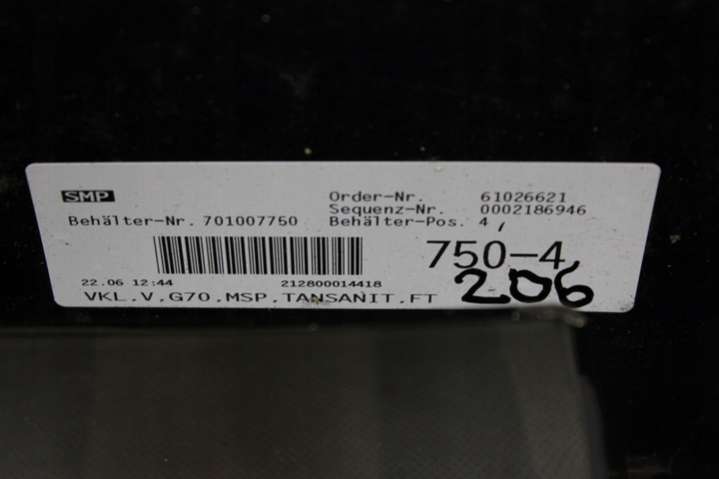 SMP
Order-Nr. 61026621
Sequenz-Nr. 0002186946
Behälter-Nr. 701007750 Behälter-Pos. 4
750-4
22.06 12:44 212800014418
206
VKL,V,G70,MSP,TANSANIT,FT